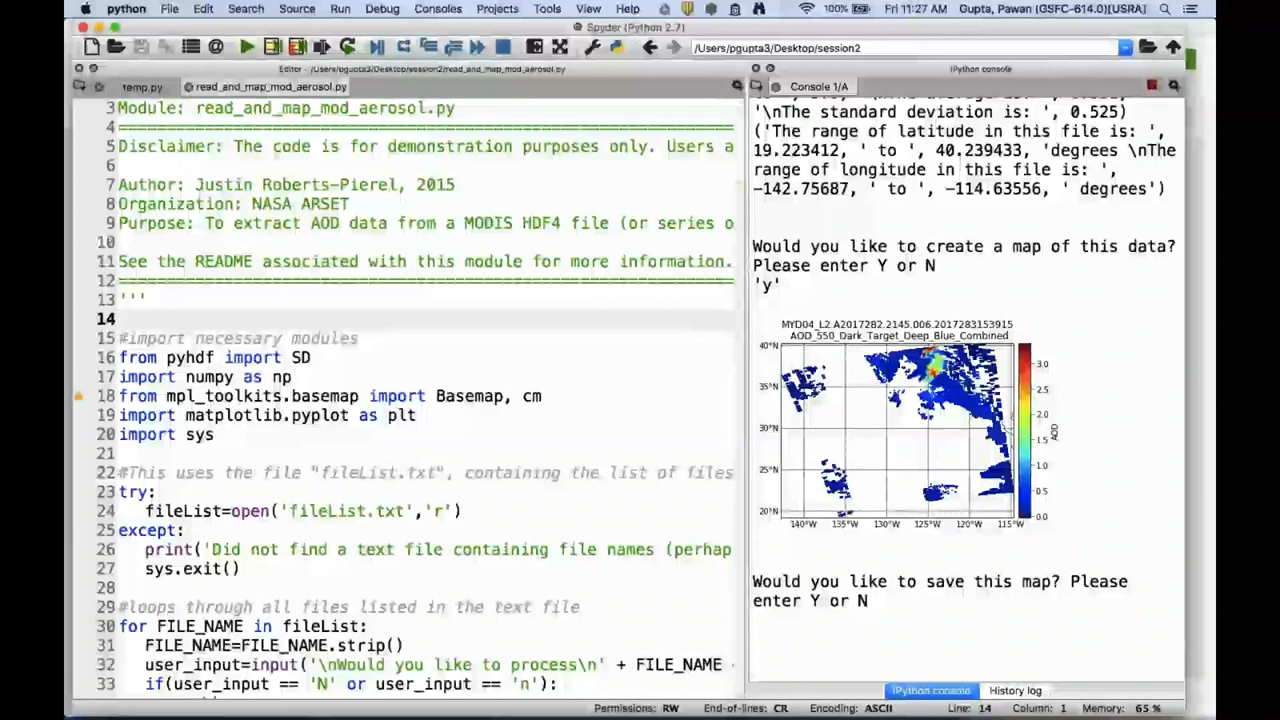 python File Edit Search Source Run Debug Consoles Projects Tools View Help 100% Fri 11:27 AM Gupta, Pawan (GSFC-614.0)[USRA]
Spyder (Python 2.7)
/Users/pgupta3/Desktop/session2
Editor - /Users/pgupta3/Desktop/session2/read_and_map_mod_aerosol.py
temp.py read_and_map_mod_aerosol.py
3 Module: read_and_map_mod_aerosol.py
4 ================================================
5 Disclaimer: The code is for demonstration purposes only. Users a
6
7 Author: Justin Roberts-Pierel, 2015
8 Organization: NASA ARSET
9 Purpose: To extract AOD data from a MODIS HDF4 file (or series o
10
11 See the README associated with this module for more information.
12 ================================================
13 '''
14
15 #import necessary modules
16 from pyhdf import SD
17 import numpy as np
18 from mpl_toolkits.basemap import Basemap, cm
19 import matplotlib.pyplot as plt
20 import sys
21
22 #This uses the file "fileList.txt", containing the list of files
23 try:
24 fileList=open('fileList.txt','r')
25 except:
26 print('Did not find a text file containing file names (perhap
27 sys.exit()
28
29 #loops through all files listed in the text file
30 for FILE_NAME in fileList:
31 FILE_NAME=FILE_NAME.strip()
32 user_input=input('\nWould you like to process\n' + FILE_NAME
33 if(user_input == 'N' or user_input == 'n'):
IPython console
Console 1/A
'\nThe standard deviation is: ', 0.525)
('The range of latitude in this file is: ',
19.223412, ' to ', 40.239433, 'degrees \nThe
range of longitude in this file is: ',
-142.75687, ' to ', -114.63556, ' degrees')
Would you like to create a map of this data?
Please enter Y or N
'y'
MYD04_L2.A2017282.2145.006.2017283153915
AOD_550_Dark_Target_Deep_Blue_Combined
40°N
35°N
30°N
25°N
20°N
140°W 135°W 130°W 125°W 120°W 115°W
3.0
2.5
2.0
1.5
1.0
0.5
0.0
AOD
Would you like to save this map? Please
enter Y or N
IPython console History log
Permissions: RW End-of-lines: CR Encoding: ASCII Line: 14 Column: 1 Memory: 65 %